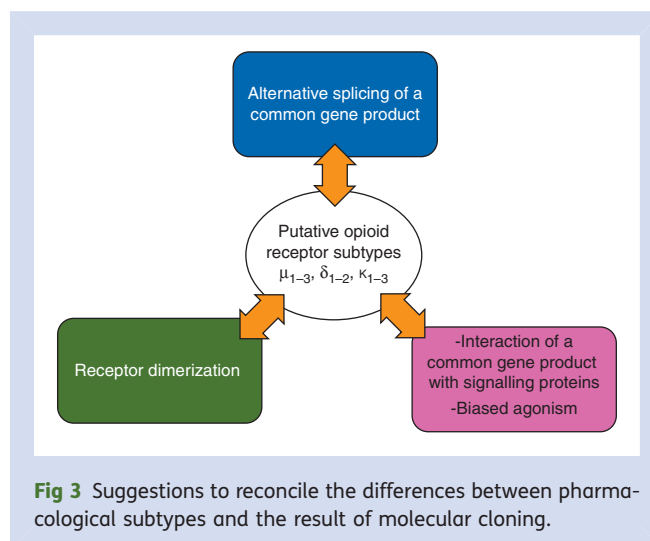 Alternative splicing of a
common gene product
Putative opioid
receptor subtypes
μ1–3, δ1–2, κ1–3
Receptor dimerization
-Interaction of a
common gene product
with signalling proteins
-Biased agonism
Fig 3 Suggestions to reconcile the differences between pharma-
cological subtypes and the result of molecular cloning.